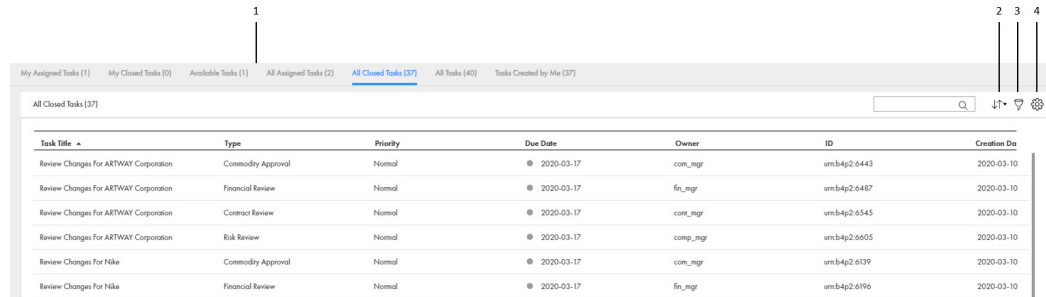 1 2 3 4
My Assigned Tasks (1) My Closed Tasks (0) Available Tasks (1) All Assigned Tasks (2) All Closed Tasks (37) All Tasks (40) Tasks Created by Me (37)
All Closed Tasks (37)
Task Title Type Priority Due Date Owner ID Creation Da
Review Changes For ARTWAY Corporation Commodity Approval Normal 2020-03-17 com_mgr urn:b4p2:6443 2020-03-10
Review Changes For ARTWAY Corporation Financial Review Normal 2020-03-17 fin_mgr urn:b4p2:6487 2020-03-10
Review Changes For ARTWAY Corporation Contract Review Normal 2020-03-17 cont_mgr urn:b4p2:6545 2020-03-10
Review Changes For ARTWAY Corporation Risk Review Normal 2020-03-17 comp_mgr urn:b4p2:6605 2020-03-10
Review Changes For Nike Commodity Approval Normal 2020-03-17 com_mgr urn:b4p2:6139 2020-03-10
Review Changes For Nike Financial Review Normal 2020-03-17 fin_mgr urn:b4p2:6196 2020-03-10